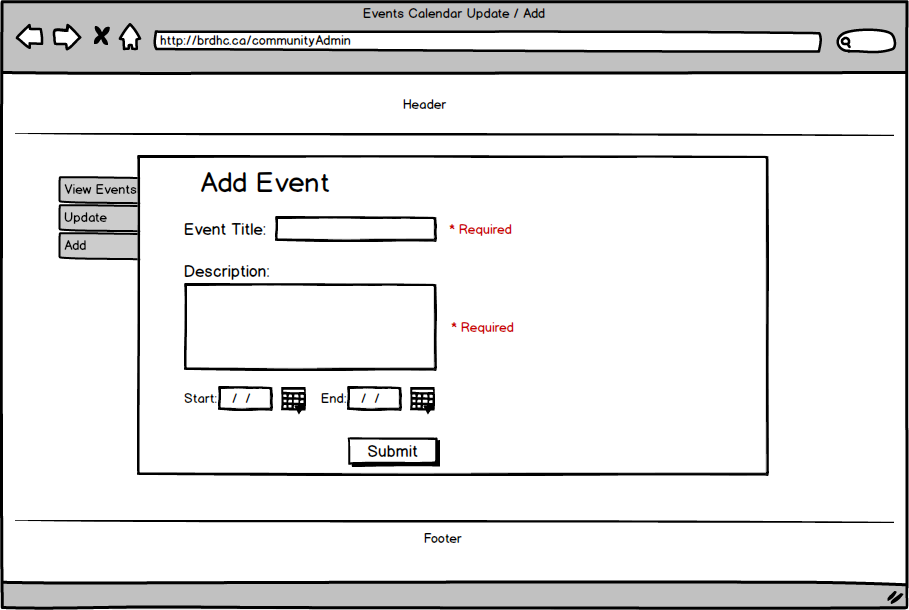 Events Calendar Update / Add
http://brdhc.ca/communityAdmin
Header
View Events
Update
Add
Add Event
Event Title: * Required
Description:
* Required
Start: / / End: / /
Submit
Footer